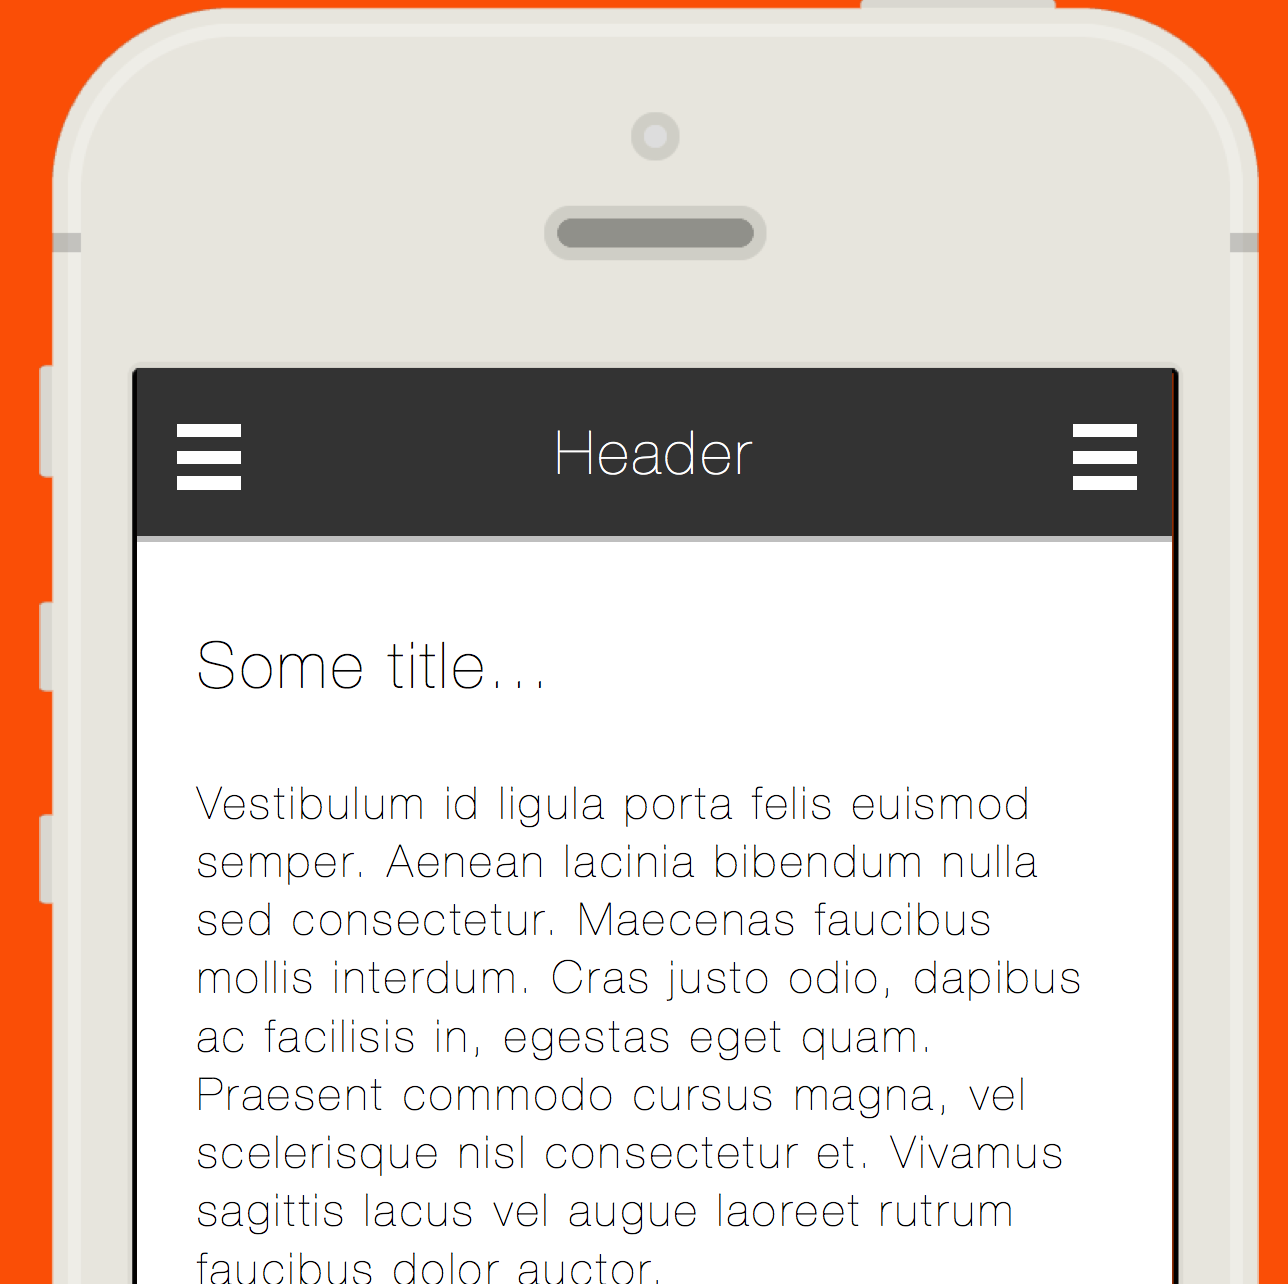 Header
Some title...
Vestibulum id ligula porta felis euismod
semper. Aenean lacinia bibendum nulla
sed consectetur. Maecenas faucibus
mollis interdum. Cras justo odio, dapibus
ac facilisis in, egestas eget quam.
Praesent commodo cursus magna, vel
scelerisque nisl consectetur et. Vivamus
sagittis lacus vel augue laoreet rutrum
faucibus dolor auctor.